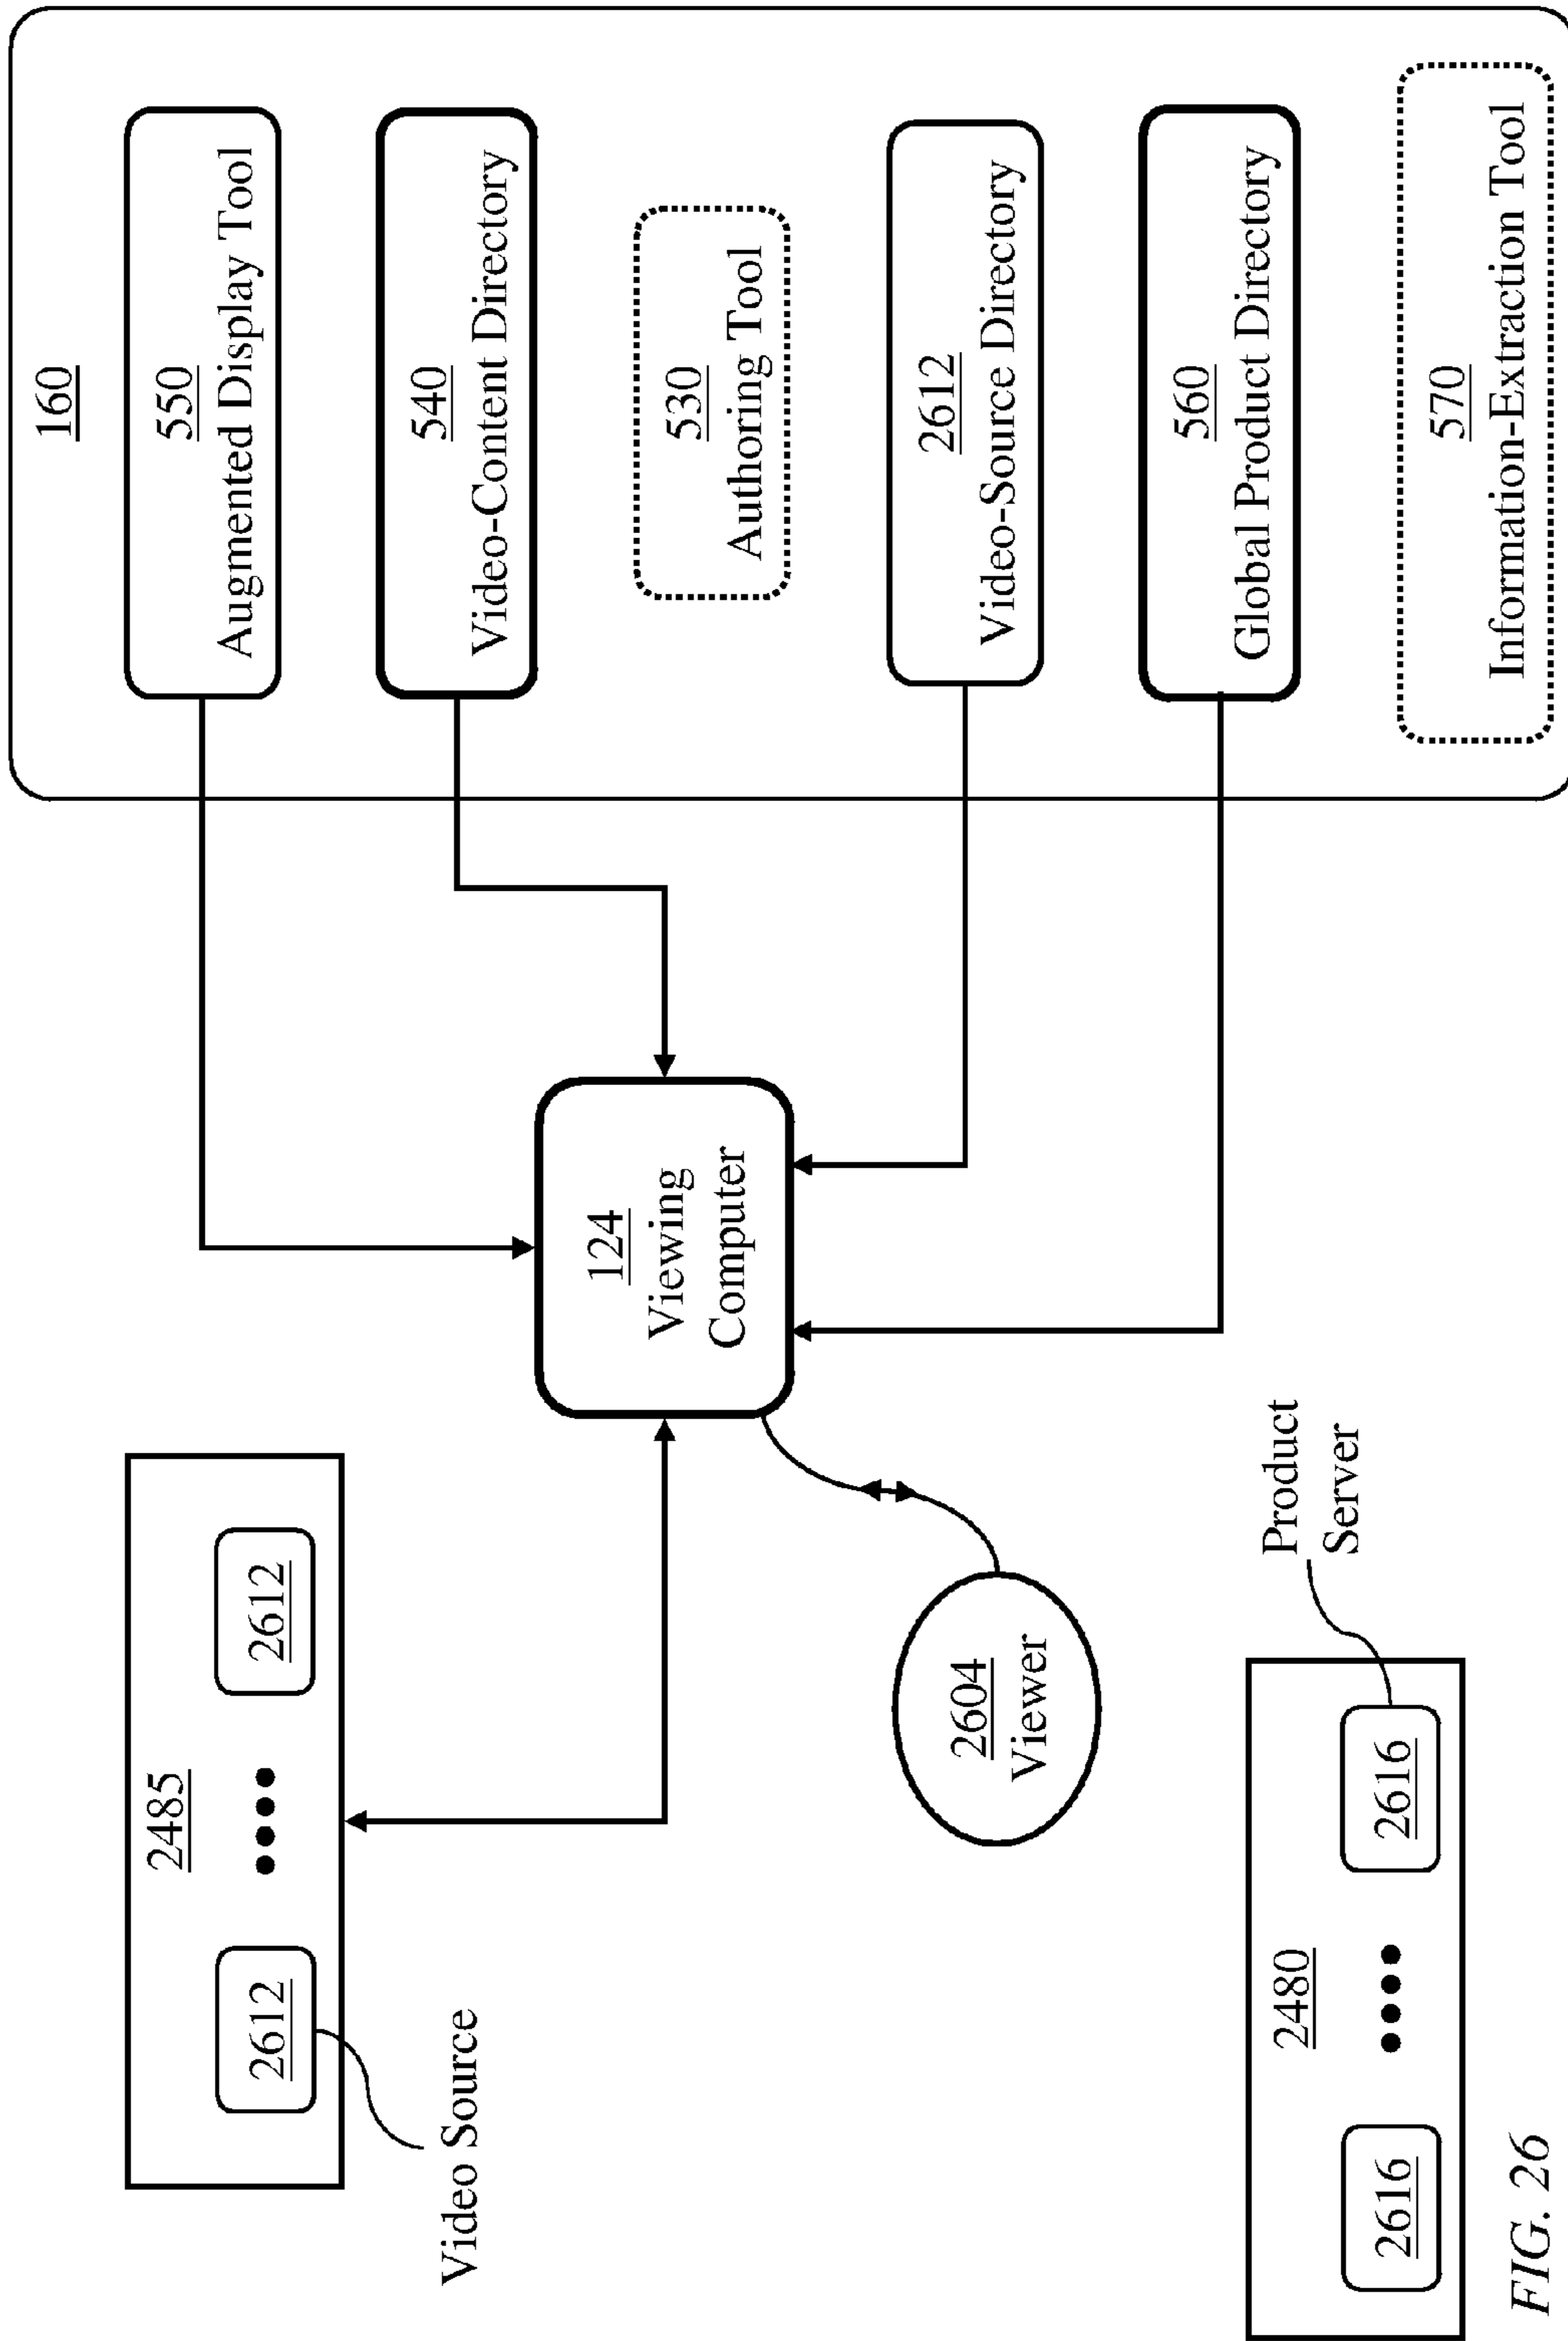 160
550
Augmented Display Tool
540
Video-Content Directory
530
Authoring Tool
2612
Video-Source Directory
560
Global Product Directory
570
Information-Extraction Tool
124
Viewing
Computer
2485
2612
2612
Video Source
2604
Viewer
Product
Server
2480
2616
2616
FIG. 26